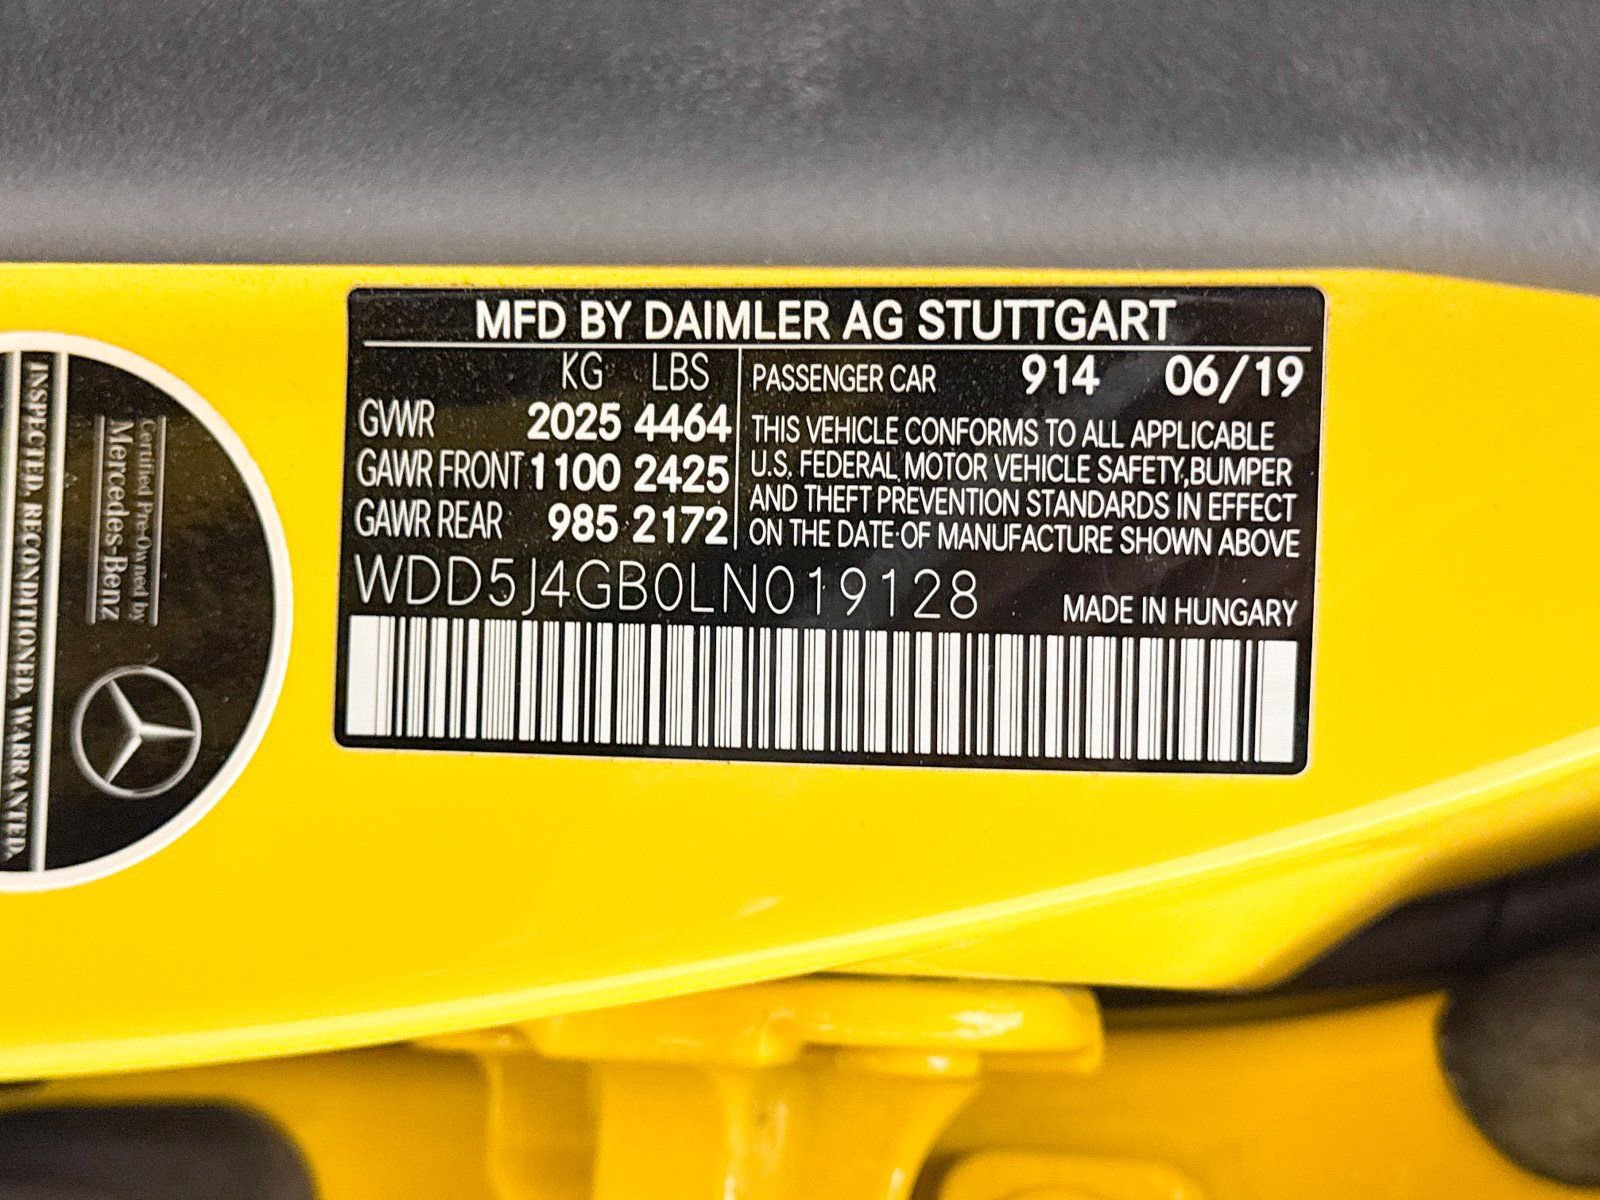 MFD BY DAIMLER AG STUTTGART
KG LBS
GVWR 2025 4464
GAWR FRONT 1100 2425
GAWR REAR 985 2172
PASSENGER CAR 914 06/19
THIS VEHICLE CONFORMS TO ALL APPLICABLE
U.S. FEDERAL MOTOR VEHICLE SAFETY,BUMPER
AND THEFT PREVENTION STANDARDS IN EFFECT
ON THE DATE OF MANUFACTURE SHOWN ABOVE
WDD5J4GB0LN019128
MADE IN HUNGARY
Certified Pre-Owned by
Mercedes-Benz
INSPECTED. RECONDITIONED. WARRANTED.